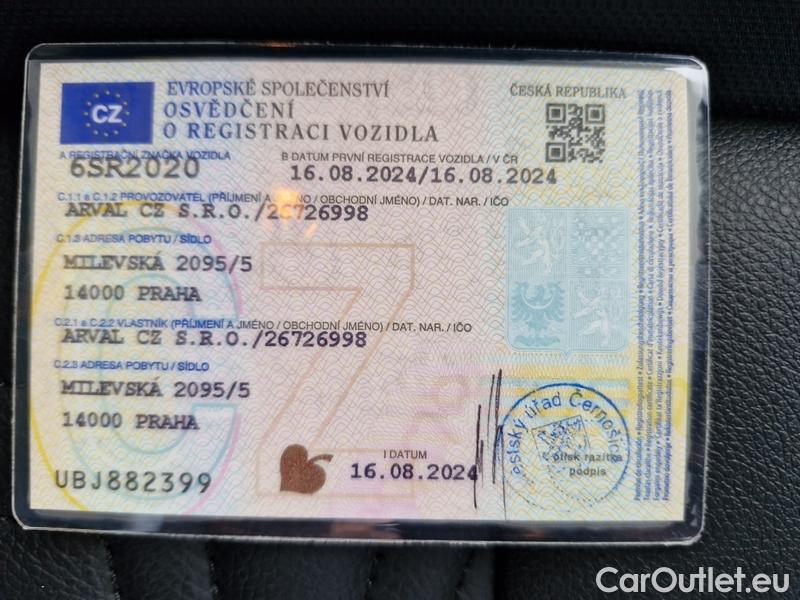 EVROPSKÉ SPOLEČENSTVÍ
ČESKÁ REPUBLIKA
CZ
OSVĚDČENÍ
O REGISTRACI VOZIDLA
A REGISTRAČNÍ ZNAČKA VOZIDLA
6SR2020
B DATUM PRVNÍ REGISTRACE VOZIDLA / V ČR
16.08.2024/16.08.2024
C.1.1 a C.1.2 PROVOZOVATEL (PŘÍJMENÍ A JMÉNO / OBCHODNÍ JMÉNO) / DAT. NAR. / IČO
ARVAL CZ S.R.O./26726998
C.1.3 ADRESA POBYTU / SÍDLO
MILEVSKÁ 2095/5
14000 PRAHA
C.2.1 a C.2.2 VLASTNÍK (PŘÍJMENÍ A JMÉNO / OBCHODNÍ JMÉNO) / DAT. NAR. / IČO
ARVAL CZ S.R.O./26726998
C.2.3 ADRESA POBYTU / SÍDLO
MILEVSKÁ 2095/5
14000 PRAHA
I DATUM
16.08.2024
otisk razítka
podpis
UBJ882399
CarOutlet.eu